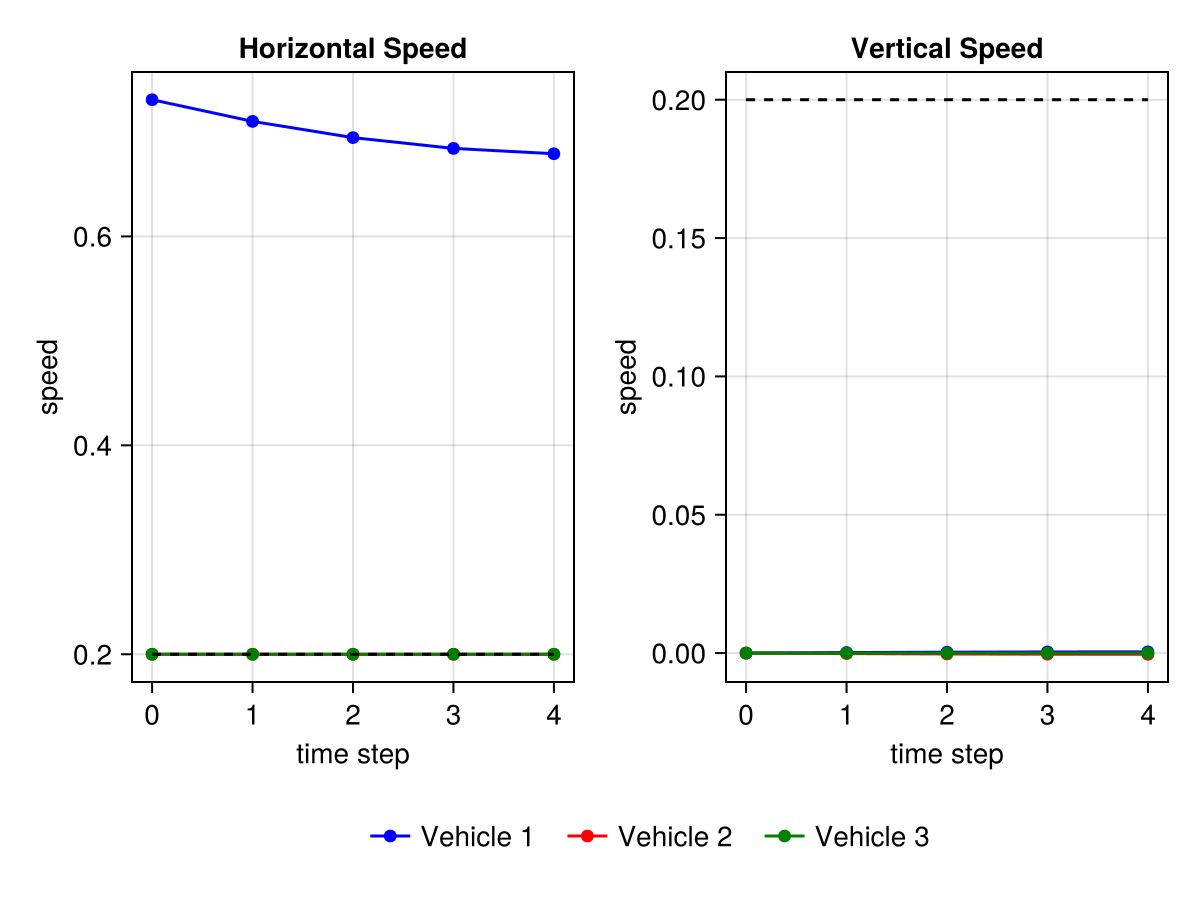 Horizontal Speed
speed
0.6
0.4
0.2
0 1 2 3 4
time step
Vertical Speed
speed
0.20
0.15
0.10
0.05
0.00
0 1 2 3 4
time step
Vehicle 1 Vehicle 2 Vehicle 3